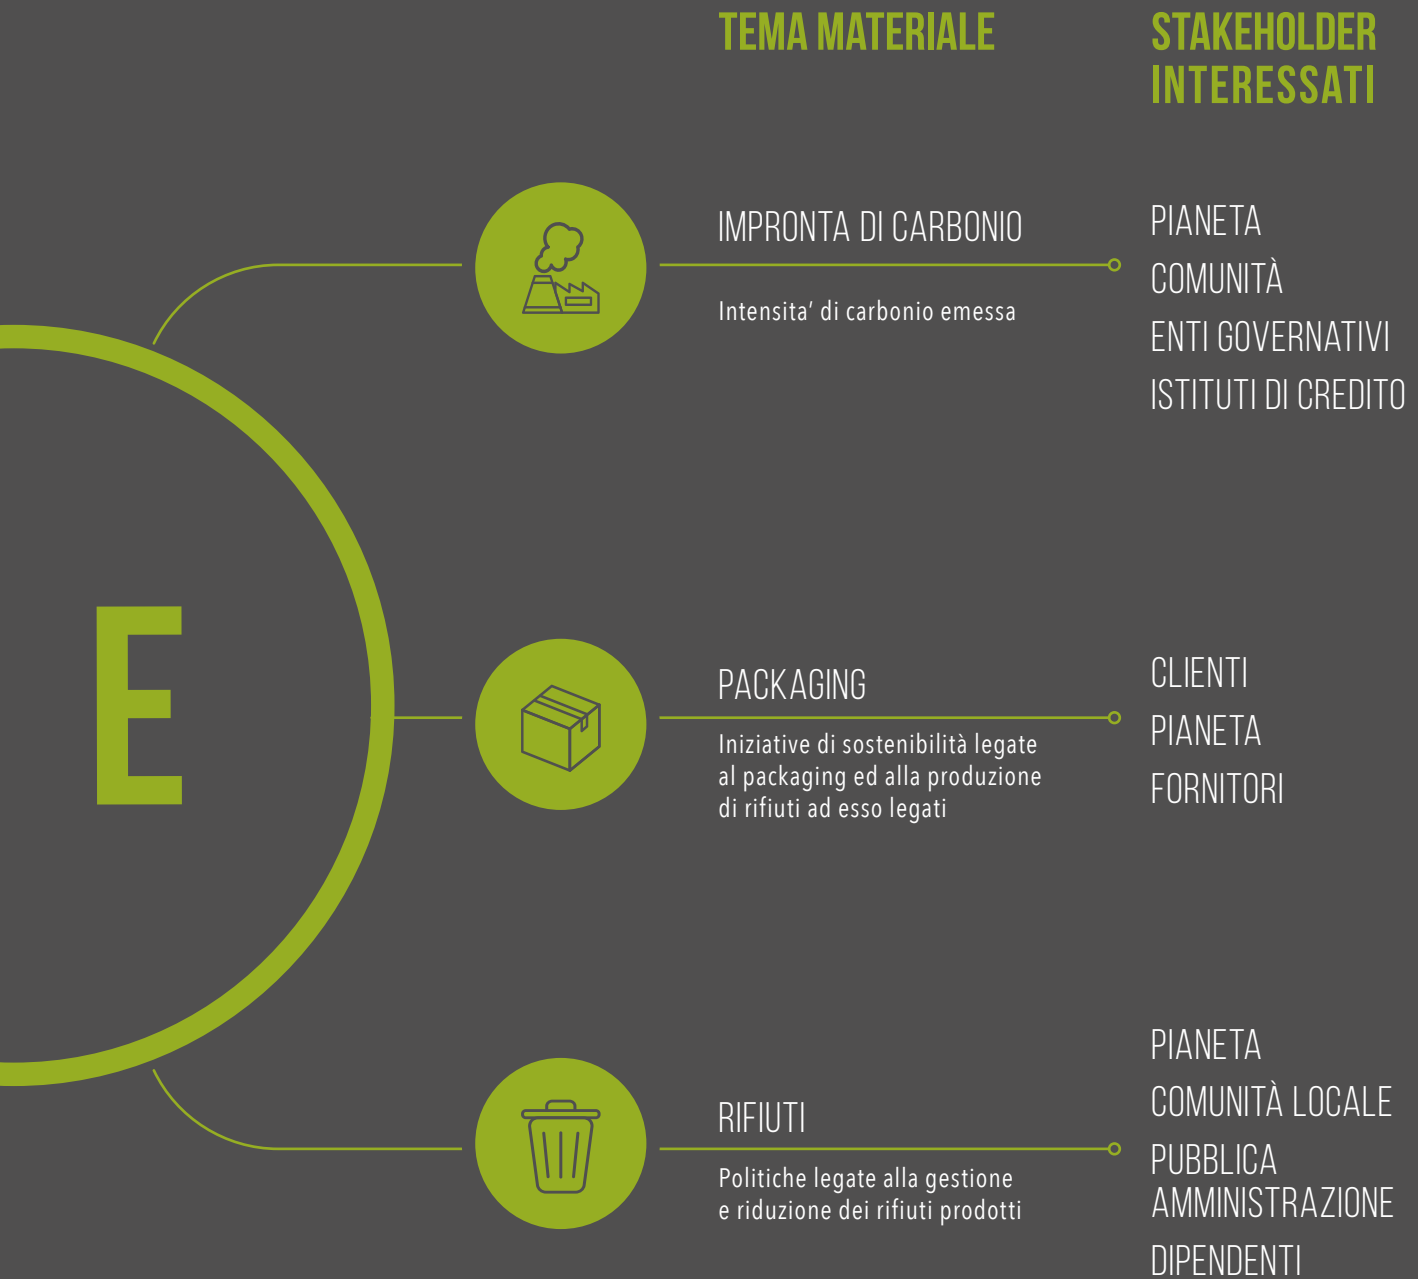 TEMA MATERIALE
STAKEHOLDER
INTERESSATI
E
IMPRONTA DI CARBONIO
Intensita’ di carbonio emessa
PIANETA
COMUNITÀ
ENTI GOVERNATIVI
ISTITUTI DI CREDITO
PACKAGING
Iniziative di sostenibilità legate
al packaging ed alla produzione
di rifiuti ad esso legati
CLIENTI
PIANETA
FORNITORI
RIFIUTI
Politiche legate alla gestione
e riduzione dei rifiuti prodotti
PIANETA
COMUNITÀ LOCALE
PUBBLICA
AMMINISTRAZIONE
DIPENDENTI